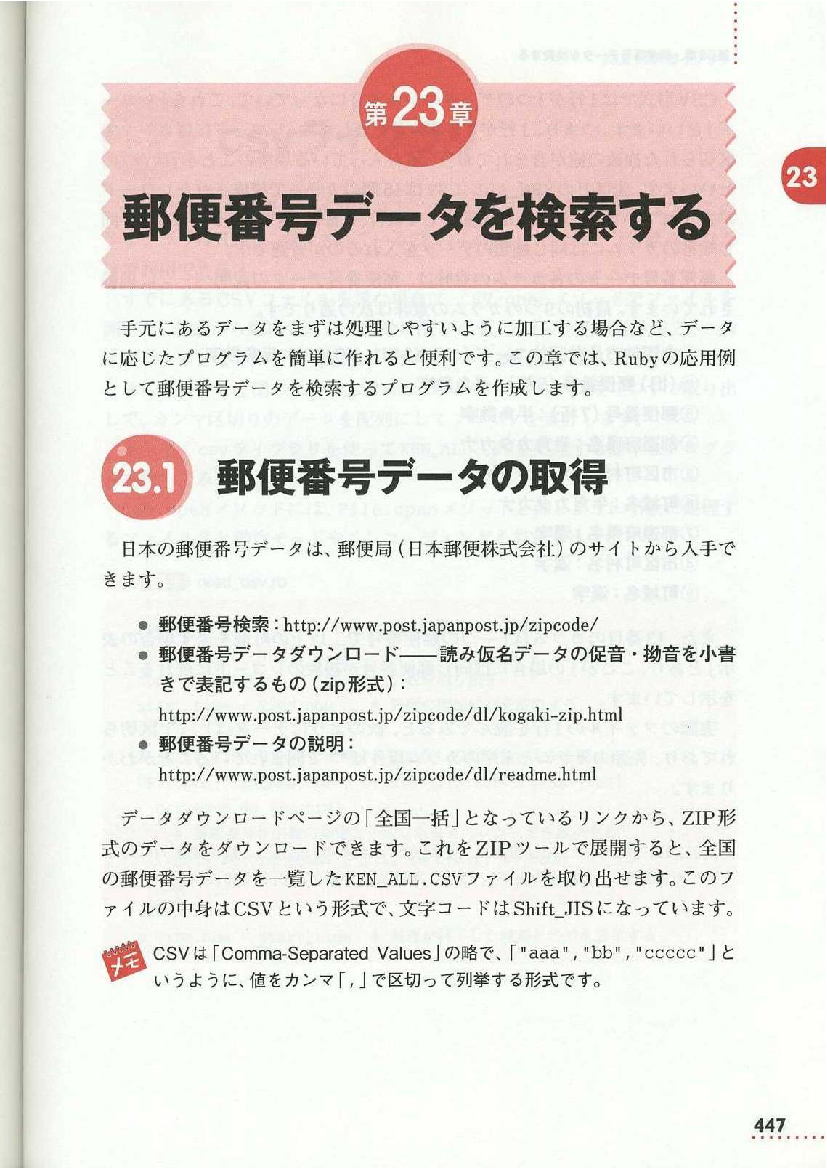 第23章
23
郵便番号データを検索する
手元にあるデータをまずは処理しやすいように加工する場合など、データ
に応じたプログラムを簡単に作れると便利です。この章では、Rubyの応用例
として郵便番号データを検索するプログラムを作成します。
23.1 郵便番号データの取得
日本の郵便番号データは、郵便局(日本郵便株式会社)のサイトから入手で
きます。
● 郵便番号検索:http://www.post.japanpost.jp/zipcode/
● 郵便番号データダウンロード――読み仮名データの促音・拗音を小書
きで表記するもの(zip形式):
http://www.post.japanpost.jp/zipcode/dl/kogaki-zip.html
● 郵便番号データの説明:
http://www.post.japanpost.jp/zipcode/dl/readme.html
データダウンロードページの「全国一括」となっているリンクから、ZIP形
式のデータをダウンロードできます。これをZIPツールで展開すると、全国
の郵便番号データを一覧したKEN_ALL.CSVファイルを取り出せます。このフ
ァイルの中身はCSVという形式で、文字コードはShift_JISになっています。
メモ CSVは「Comma-Separated Values」の略で、「"aaa","bb","ccccc"」と
いうように、値をカンマ「,」で区切って列挙する形式です。
447